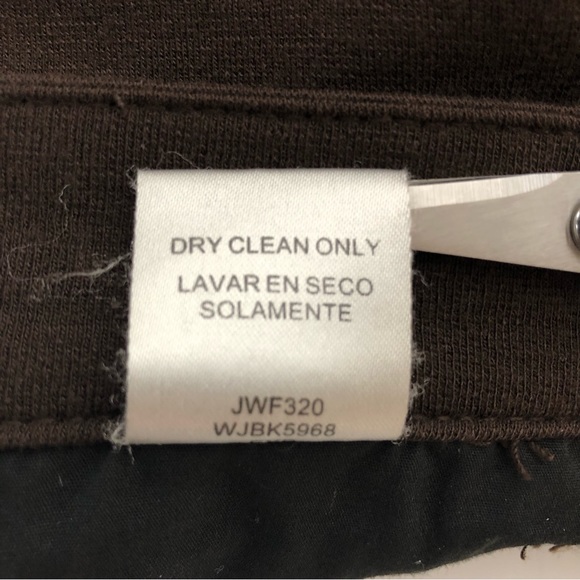 DRY CLEAN ONLY
LAVAR EN SECO
SOLAMENTE
JWF320
WJBK5968